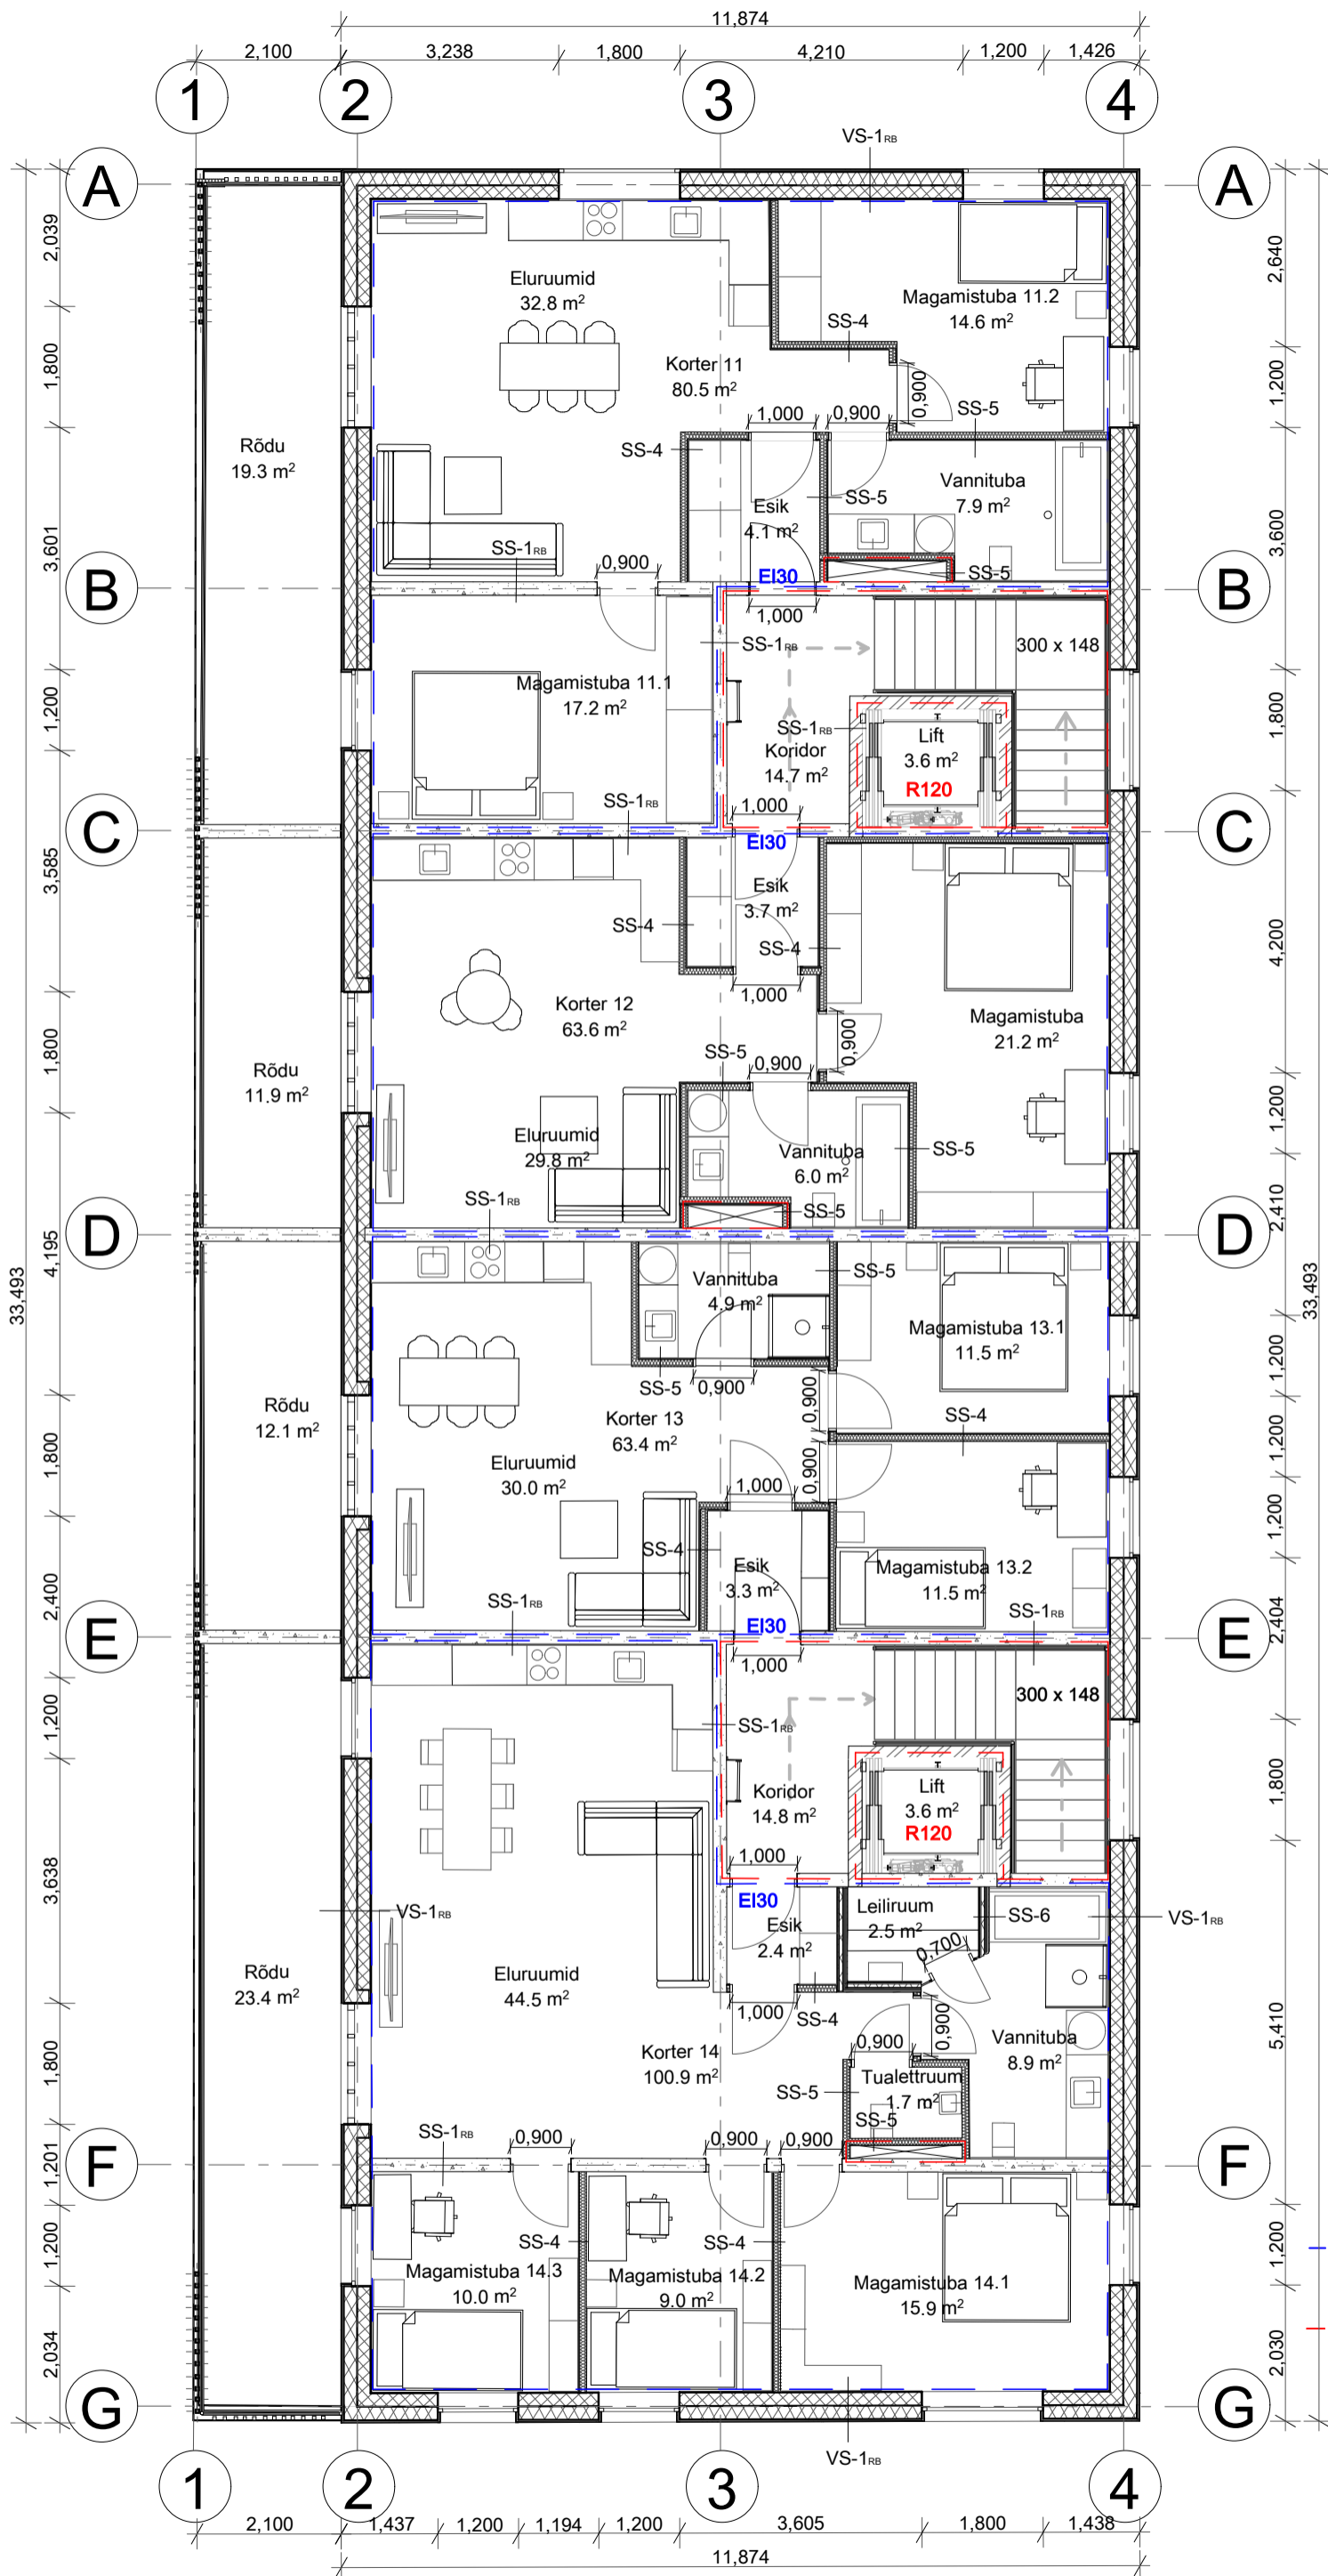 11,874
2,100 3,238 1,800 4,210 1,200 1,426
1 2 3 4
VS-1RB
A A
2,039
2,640
Eluruumid
32.8 m²
Magamistuba 11.2
14.6 m²
SS-4
1,800
1,200
Korter 11
80.5 m²
0,900
SS-5
1,000 0,900
Rõdu
19.3 m²
SS-4
Vannituba
7.9 m²
SS-5
Esik
4.1 m²
3,601
3,600
SS-1RB
0,900
EI30
SS-5
B B
1,000
SS-1RB
300 x 148
Magamistuba 11.1
17.2 m²
1,200
1,800
SS-1RB
Koridor
14.7 m²
Lift
3.6 m²
R120
SS-1RB
1,000
C C
EI30
3,585
Esik
3.7 m²
SS-4
SS-4
4,200
1,000
Korter 12
63.6 m²
Magamistuba
21.2 m²
0,900
1,800
SS-5
0,900
Rõdu
11.9 m²
1,200
Eluruumid
29.8 m²
Vannituba
6.0 m²
SS-5
SS-1RB
SS-5
2,410
D D
4,195
33,493
33,493
Vannituba
4.9 m²
SS-5
Magamistuba 13.1
11.5 m²
1,200
SS-5
0,900
0,900
Rõdu
12.1 m²
Korter 13
63.4 m²
SS-4
1,200
1,800
Eluruumid
30.0 m²
0,900
1,000
1,200
SS-4
Esik
3.3 m²
Magamistuba 13.2
11.5 m²
2,400
SS-1RB
SS-1RB
EI30
2,404
E E
1,000
300 x 148
1,200
SS-1RB
Koridor
14.8 m²
Lift
3.6 m²
R120
1,800
1,000
EI30
3,638
VS-1RB
Esik
2.4 m²
Leiliruum
2.5 m²
SS-6
VS-1RB
0,700
Rõdu
23.4 m²
Eluruumid
44.5 m²
1,000
SS-4
0,900
5,410
Vannituba
8.9 m²
Korter 14
100.9 m²
0,900
1,800
Tualettruum
1.7 m²
SS-5
SS-5
SS-1RB
0,900 0,900 0,900
1,201
F F
SS-4
SS-4
1,200
1,200
Magamistuba 14.3
10.0 m²
Magamistuba 14.2
9.0 m²
Magamistuba 14.1
15.9 m²
2,034
2,030
G G
VS-1RB
1 2 3 4
2,100 1,437 1,200 1,194 1,200 3,605 1,800 1,438
11,874